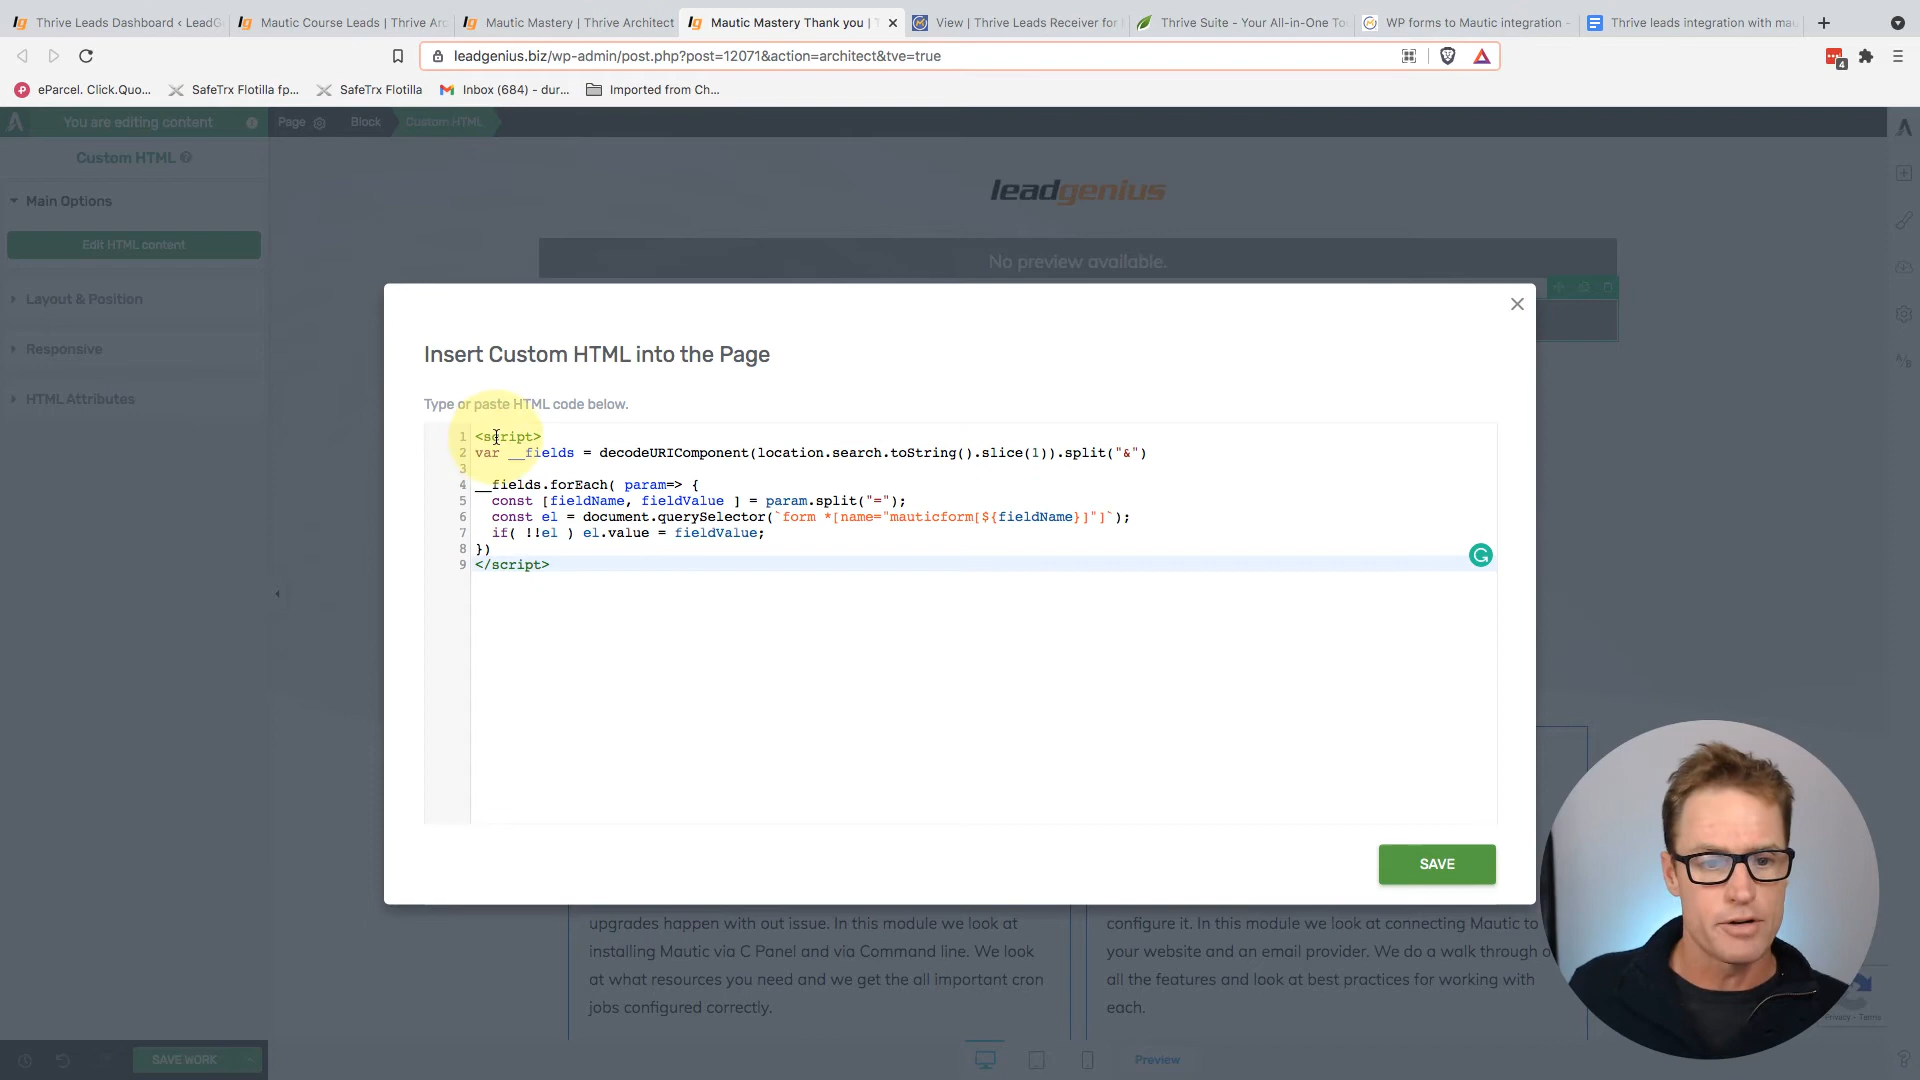 Thrive Leads Dashboard ‹ LeadG
Mautic Course Leads | Thrive Arc
Mautic Mastery | Thrive Architect
Mautic Mastery Thank you | T
View | Thrive Leads Receiver for
Thrive Suite - Your All-in-One To
WP forms to Mautic integration -
Thrive leads integration with mau
leadgenius.biz/wp-admin/post.php?post=12071&action=architect&tve=true
4
eParcel. Click.Quo...
SafeTrx Flotilla fp...
SafeTrx Flotilla
Inbox (684) - dur...
Imported from Ch...
You are editing content
Page
Block
Custom HTML
Custom HTML
Main Options
Edit HTML content
Layout & Position
Responsive
HTML Attributes
leadgenius
No preview available.
Insert Custom HTML into the Page
Type or paste HTML code below.
1 <script>
2 var __fields = decodeURIComponent(location.search.toString().slice(1)).split("&")
3
4 __fields.forEach( param=> {
5 const [fieldName, fieldValue ] = param.split("=");
6 const el = document.querySelector(`form *[name="mauticform[${fieldName}]"]`);
7 if( !!el ) el.value = fieldValue;
8 })
9 </script>
SAVE
upgrades happen with out issue. In this module we look at
installing Mautic via C Panel and via Command line. We look
at what resources you need and we get the all important cron
jobs configured correctly.
configure it. In this module we look at connecting Mautic to
your website and an email provider. We do a walk through o
all the features and look at best practices for working with
each.
Privacy - Terms
SAVE WORK
Preview